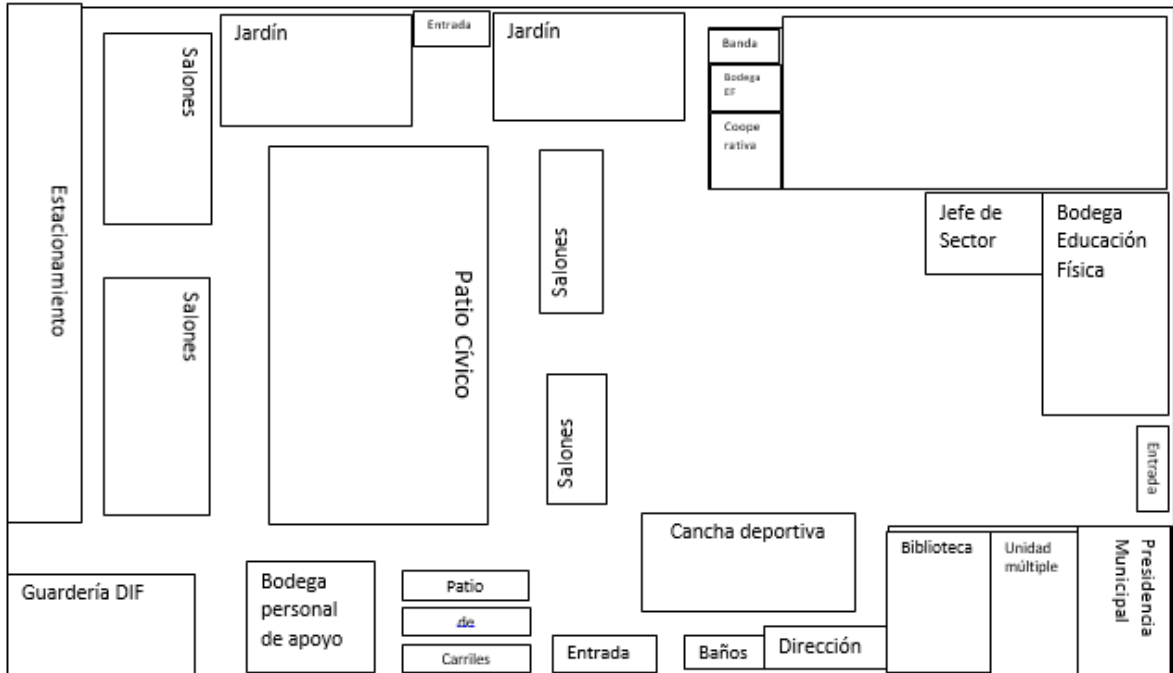 Jardín
Entrada
Jardín
Banda
Bodega
EF
Coope
rativa
Salones
Estacionamiento
Salones
Patio Cívico
Salones
Salones
Jefe de
Sector
Bodega
Educación
Física
Entrada
Cancha deportiva
Biblioteca
Unidad
múltiple
Presidencia
Municipal
Guardería DIF
Bodega
personal
de apoyo
Patio
de
Carriles
Entrada
Baños
Dirección